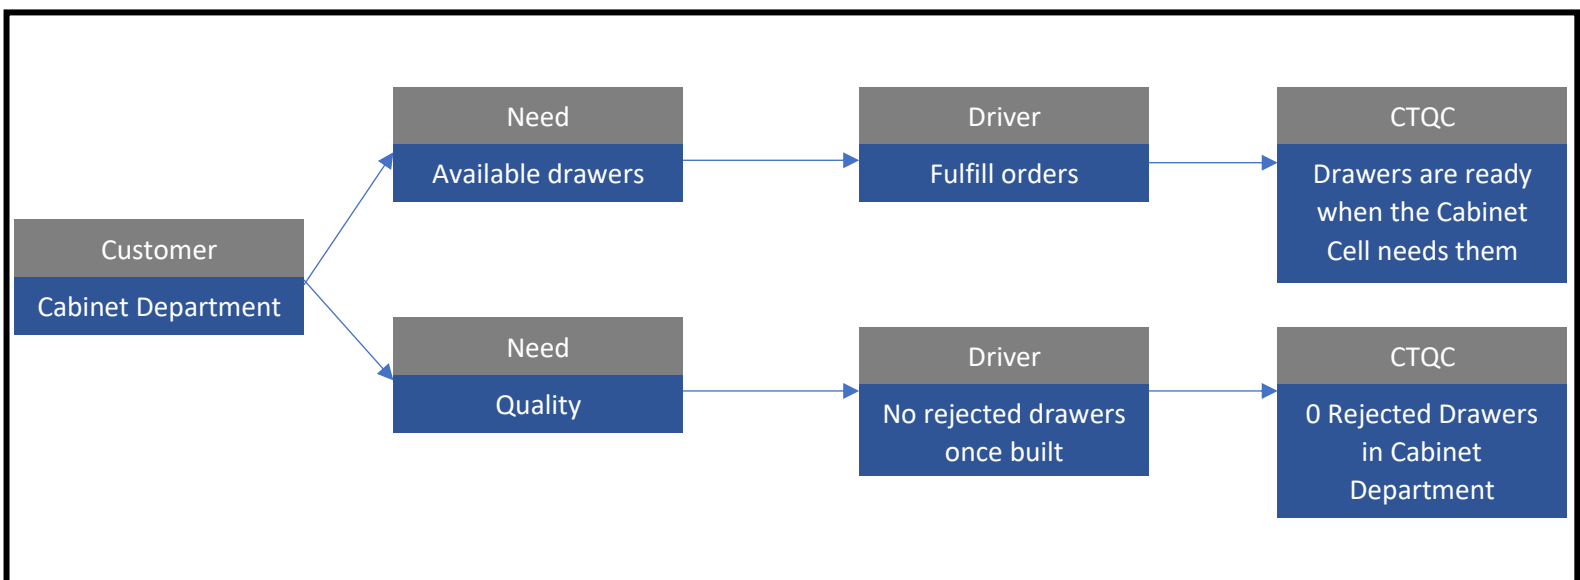 Need
Available drawers
Driver
Fulfill orders
CTQC
Drawers are ready
when the Cabinet
Cell needs them
Customer
Cabinet Department
Need
Quality
Driver
No rejected drawers
once built
CTQC
0 Rejected Drawers
in Cabinet
Department